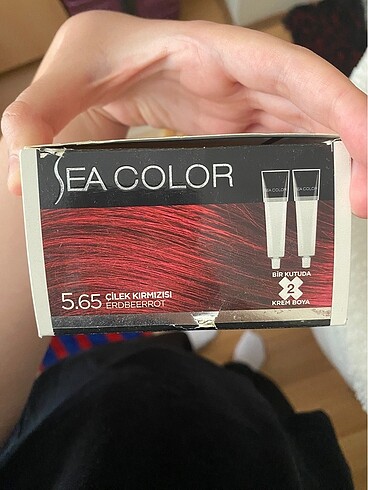 SEA COLOR
SEA COLOR
SEA COLOR
BİR KUTUDA
2
KREM BOYA
5.65 ÇİLEK KIRMIZISI
ERDBEERROT